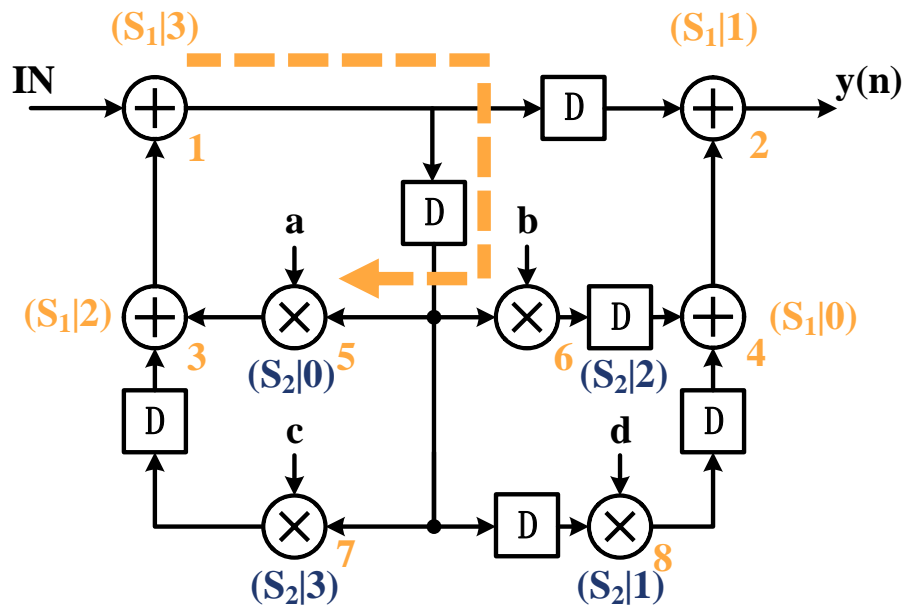 (S₁|3) (S₁|1)
IN y(n)
D
1 2
D
a b
(S₁|2) D (S₁|0)
3 5 6 4
(S₂|0) (S₂|2)
D D
c d
D
7 8
(S₂|3) (S₂|1)